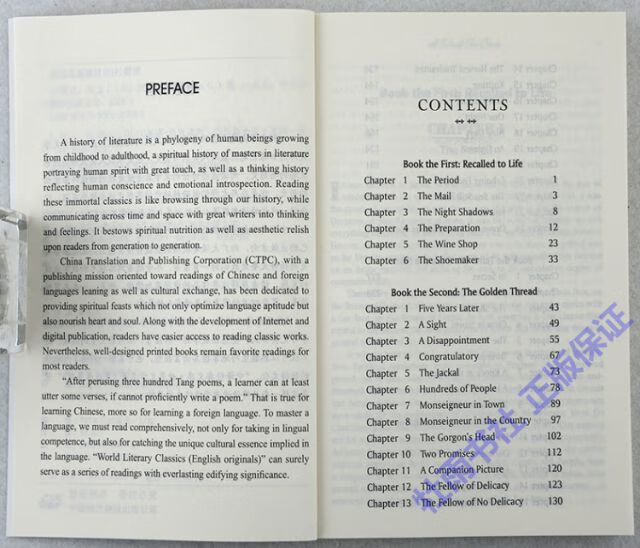 PREFACE
A history of literature is a phylogeny of human beings growing
from childhood to adulthood, a spiritual history of masters in literature
portraying human spirit with great touch, as well as a thinking history
reflecting human conscience and emotional introspection. Reading
these immortal classics is like browsing through our history, while
communicating across time and space with great writers into thinking
and feelings. It bestows spiritual nutrition as well as aesthetic relish
upon readers from generation to generation.
China Translation and Publishing Corporation (CTPC), with a
publishing mission oriented toward readings of Chinese and foreign
languages leaning as well as cultural exchange, has been dedicated to
providing spiritual feasts which not only optimize language aptitude but
also nourish heart and soul. Along with the development of Internet and
digital publication, readers have easier access to reading classic works.
Nevertheless, well-designed printed books remain favorite readings for
most readers.
"After perusing three hundred Tang poems, a learner can at least
utter some verses, if cannot proficiently write a poem." That is true for
learning Chinese, more so for learning a foreign language. To master a
language, we must read comprehensively, not only for taking in lingual
competence, but also for catching the unique cultural essence implied in
the language. "World Literary Classics (English originals)" can surely
serve as a series of readings with everlasting edifying significance.
CONTENTS
Book the First: Recalled to Life
Chapter 1 The Period 1
Chapter 2 The Mail 3
Chapter 3 The Night Shadows 8
Chapter 4 The Preparation 12
Chapter 5 The Wine Shop 23
Chapter 6 The Shoemaker 33
Book the Second: The Golden Thread
Chapter 1 Five Years Later 43
Chapter 2 A Sight 49
Chapter 3 A Disappointment 55
Chapter 4 Congratulatory 67
Chapter 5 The Jackal 73
Chapter 6 Hundreds of People 78
Chapter 7 Monseigneur in Town 89
Chapter 8 Monseigneur in the Country 97
Chapter 9 The Gorgon's Head 102
Chapter 10 Two Promises 112
Chapter 11 A Companion Picture 120
Chapter 12 The Fellow of Delicacy 123
Chapter 13 The Fellow of No Delicacy 130
书社 正版保证